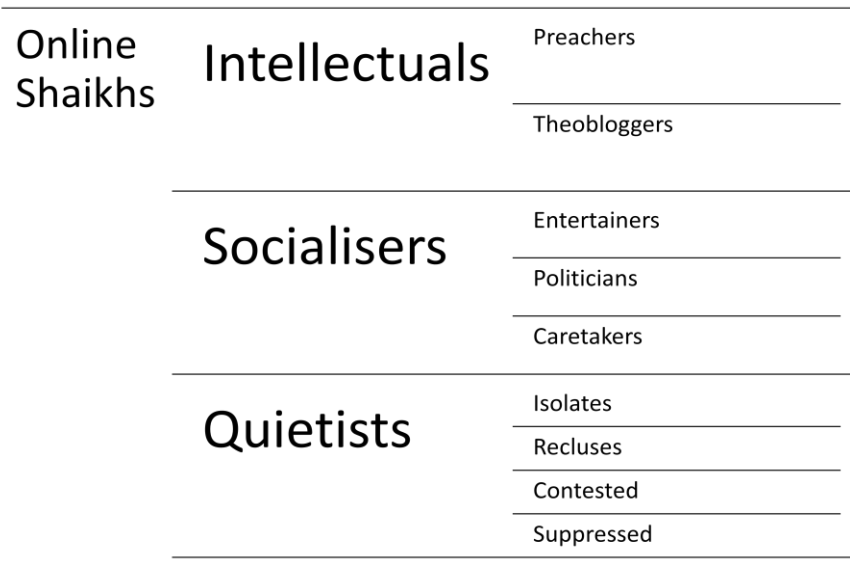 Online
Shaikhs
Intellectuals
Preachers
Theobloggers
Socialisers
Entertainers
Politicians
Caretakers
Quietists
Isolates
Recluses
Contested
Suppressed